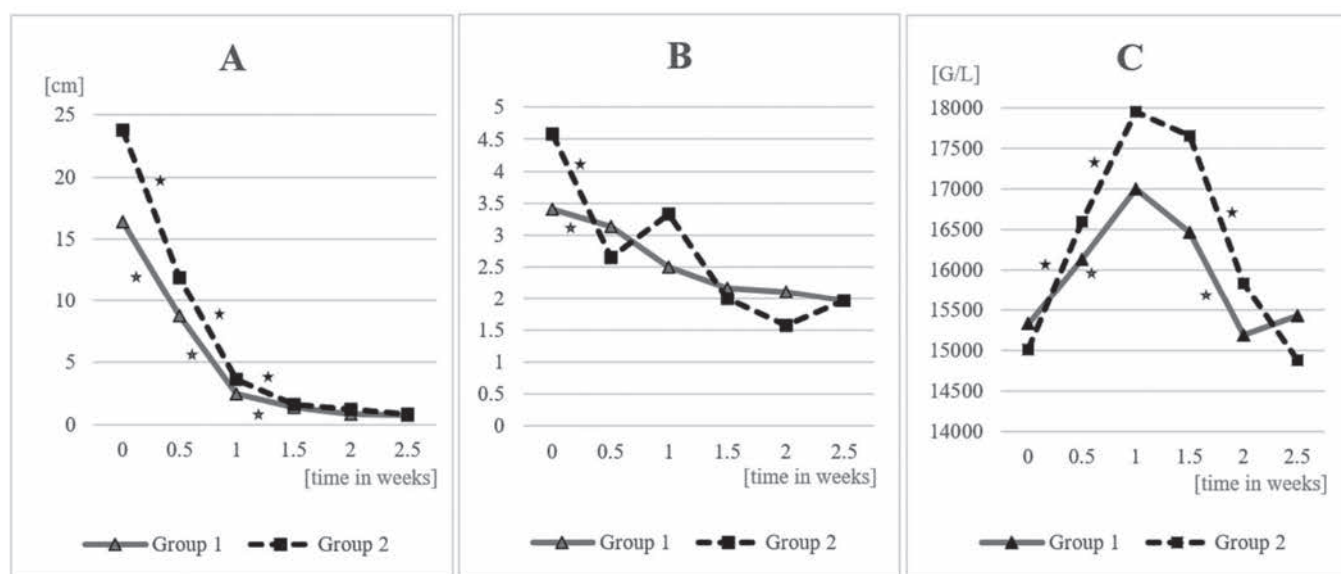 A
[cm]
25
20
15
10
5
0
0 0.5 1 1.5 2 2.5
[time in weeks]
Group 1 Group 2
B
5
4.5
4
3.5
3
2.5
2
1.5
1
0.5
0
0 0.5 1 1.5 2 2.5
[time in weeks]
Group 1 Group 2
C
[G/L]
18000
17500
17000
16500
16000
15500
15000
14500
14000
0 0.5 1 1.5 2 2.5
[time in weeks]
Group 1 Group 2